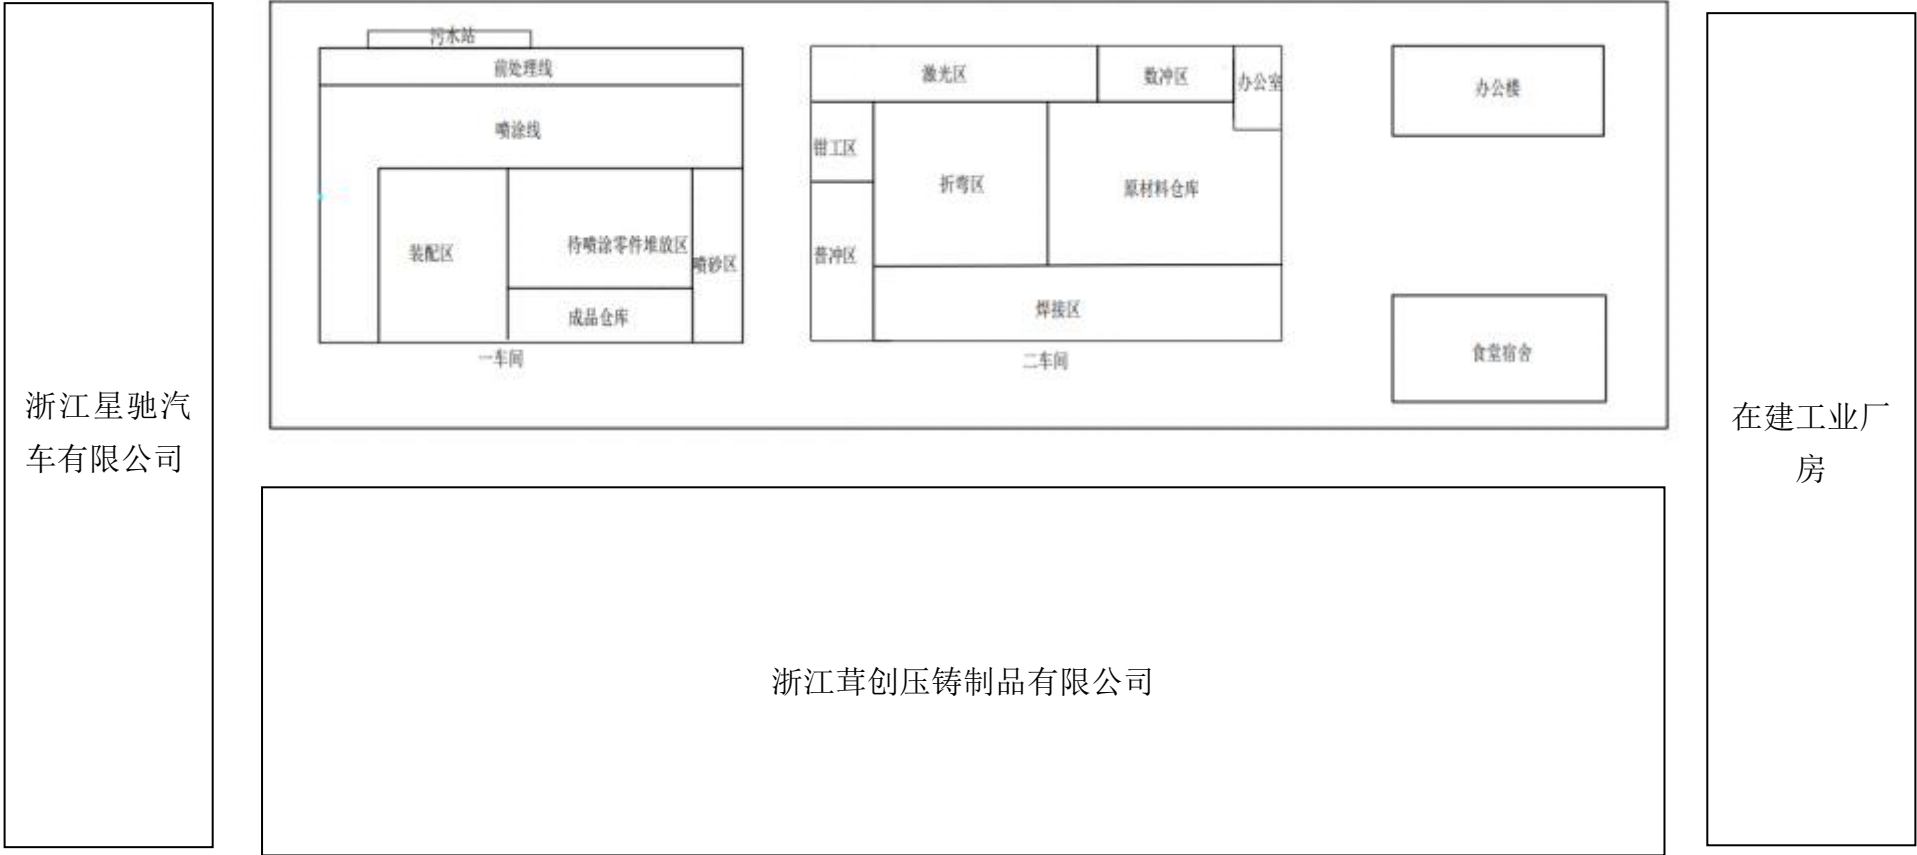 污水站
前处理线
喷涂线
装配区
待喷涂零件堆放区
喷砂区
成品仓库
一车间
激光区
数冲区
办公室
钳工区
折弯区
原材料仓库
普冲区
焊接区
二车间
办公楼
食堂宿舍
浙江星驰汽
车有限公司
在建工业厂
房
浙江茸创压铸制品有限公司